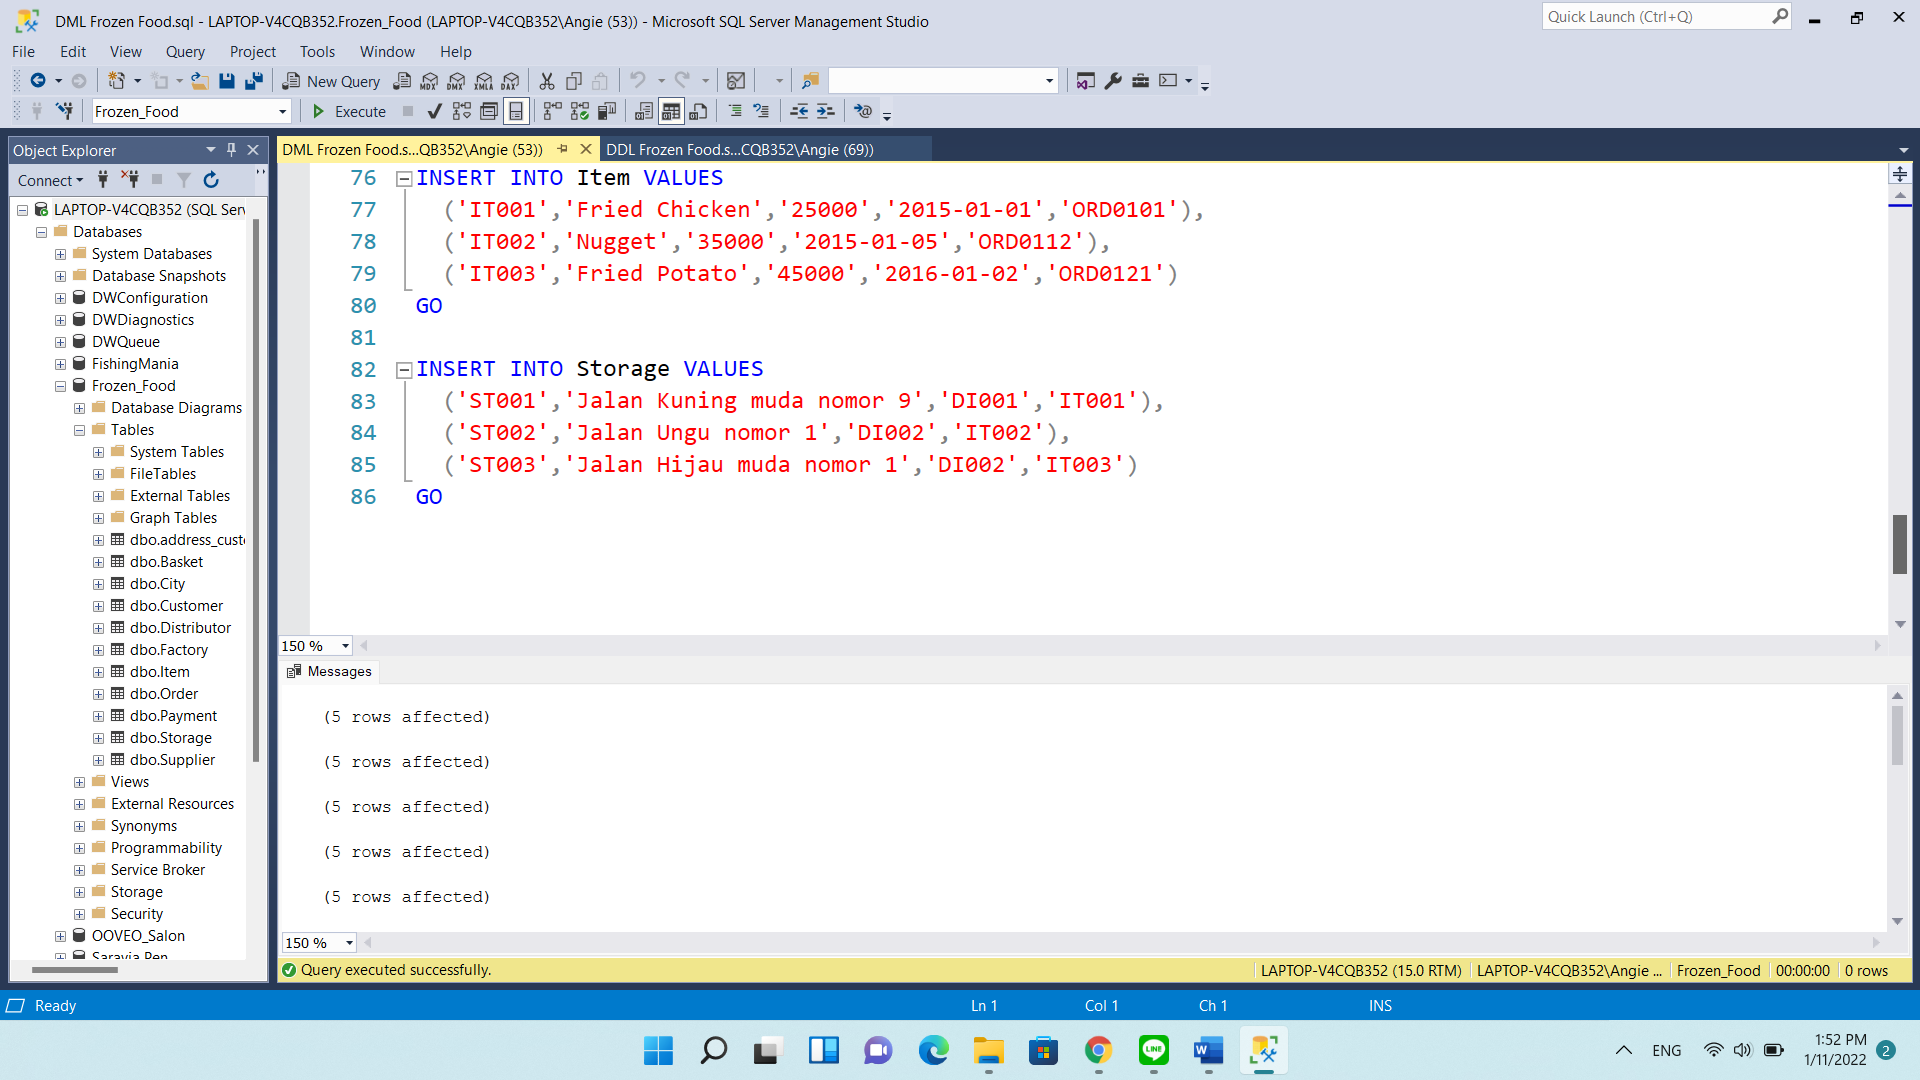 DML Frozen Food.sql - LAPTOP-V4CQB352.Frozen_Food (LAPTOP-V4CQB352\Angie (53)) - Microsoft SQL Server Management Studio
Quick Launch (Ctrl+Q)
File Edit View Query Project Tools Window Help
New Query MDX DMX XMLA DAX
Frozen_Food Execute
Object Explorer
Connect
LAPTOP-V4CQB352 (SQL Ser
Databases
System Databases
Database Snapshots
DWConfiguration
DWDiagnostics
DWQueue
FishingMania
Frozen_Food
Database Diagrams
Tables
System Tables
FileTables
External Tables
Graph Tables
dbo.address_cust
dbo.Basket
dbo.City
dbo.Customer
dbo.Distributor
dbo.Factory
dbo.Item
dbo.Order
dbo.Payment
dbo.Storage
dbo.Supplier
Views
External Resources
Synonyms
Programmability
Service Broker
Storage
Security
OOVEO_Salon
DML Frozen Food.s...QB352\Angie (53)) DDL Frozen Food.s...CQB352\Angie (69))
76 INSERT INTO Item VALUES
77 ('IT001','Fried Chicken','25000','2015-01-01','ORD0101'),
78 ('IT002','Nugget','35000','2015-01-05','ORD0112'),
79 ('IT003','Fried Potato','45000','2016-01-02','ORD0121')
80 GO
81
82 INSERT INTO Storage VALUES
83 ('ST001','Jalan Kuning muda nomor 9','DI001','IT001'),
84 ('ST002','Jalan Ungu nomor 1','DI002','IT002'),
85 ('ST003','Jalan Hijau muda nomor 1','DI002','IT003')
86 GO
150 %
Messages
(5 rows affected)
(5 rows affected)
(5 rows affected)
(5 rows affected)
(5 rows affected)
150 %
Query executed successfully. LAPTOP-V4CQB352 (15.0 RTM) LAPTOP-V4CQB352\Angie ... Frozen_Food 00:00:00 0 rows
Ready Ln 1 Col 1 Ch 1 INS
LINE
W
ENG
1:52 PM
1/11/2022
2